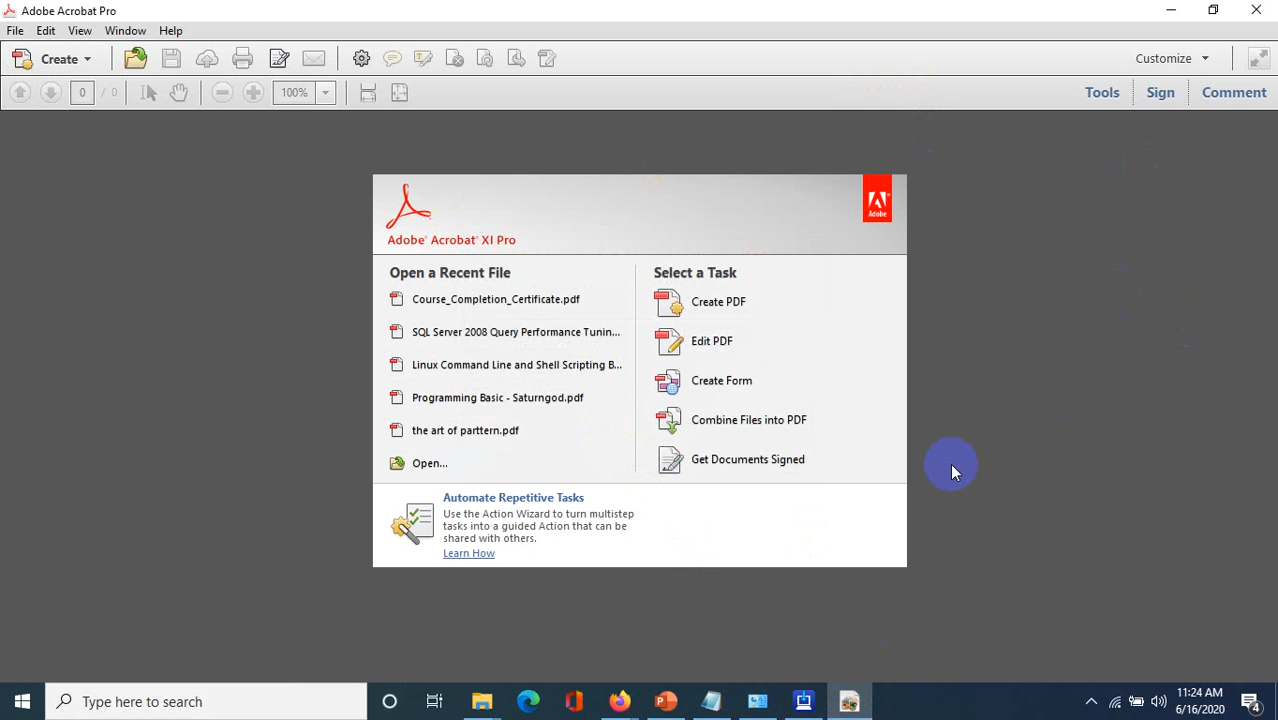 Adobe Acrobat Pro
File Edit View Window Help
Create Customize
0 / 0 100% Tools Sign Comment
Adobe
Adobe® Acrobat® XI Pro
Open a Recent File
Course_Completion_Certificate.pdf
SQL Server 2008 Query Performance Tunin...
Linux Command Line and Shell Scripting B...
Programming Basic - Saturngod.pdf
the art of parttern.pdf
Open...
Select a Task
Create PDF
Edit PDF
Create Form
Combine Files into PDF
Get Documents Signed
Automate Repetitive Tasks
Use the Action Wizard to turn multistep
tasks into a guided Action that can be
shared with others.
Learn How
Type here to search
11:24 AM
6/16/2020
4